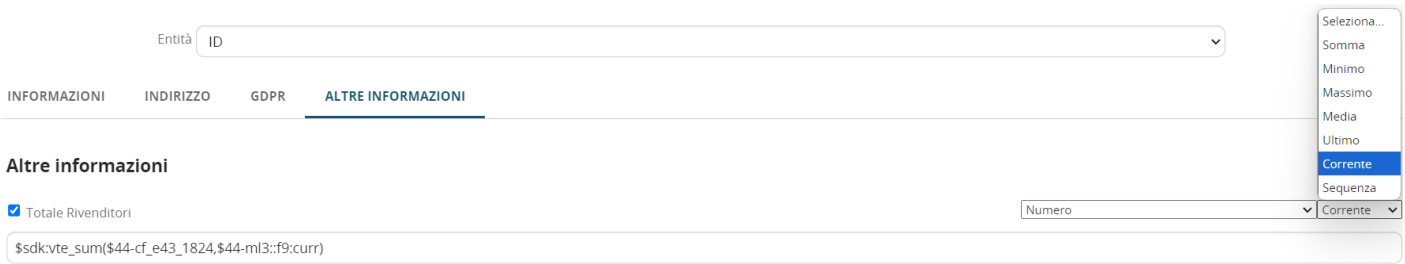 Entità
ID
INFORMAZIONI INDIRIZZO GDPR ALTRE INFORMAZIONI
Altre informazioni
Totale Rivenditori
Numero
Corrente
$sdk:vte_sum($44-cf_e43_1824,$44-ml3::f9:curr)
Seleziona...
Somma
Minimo
Massimo
Media
Ultimo
Corrente
Sequenza